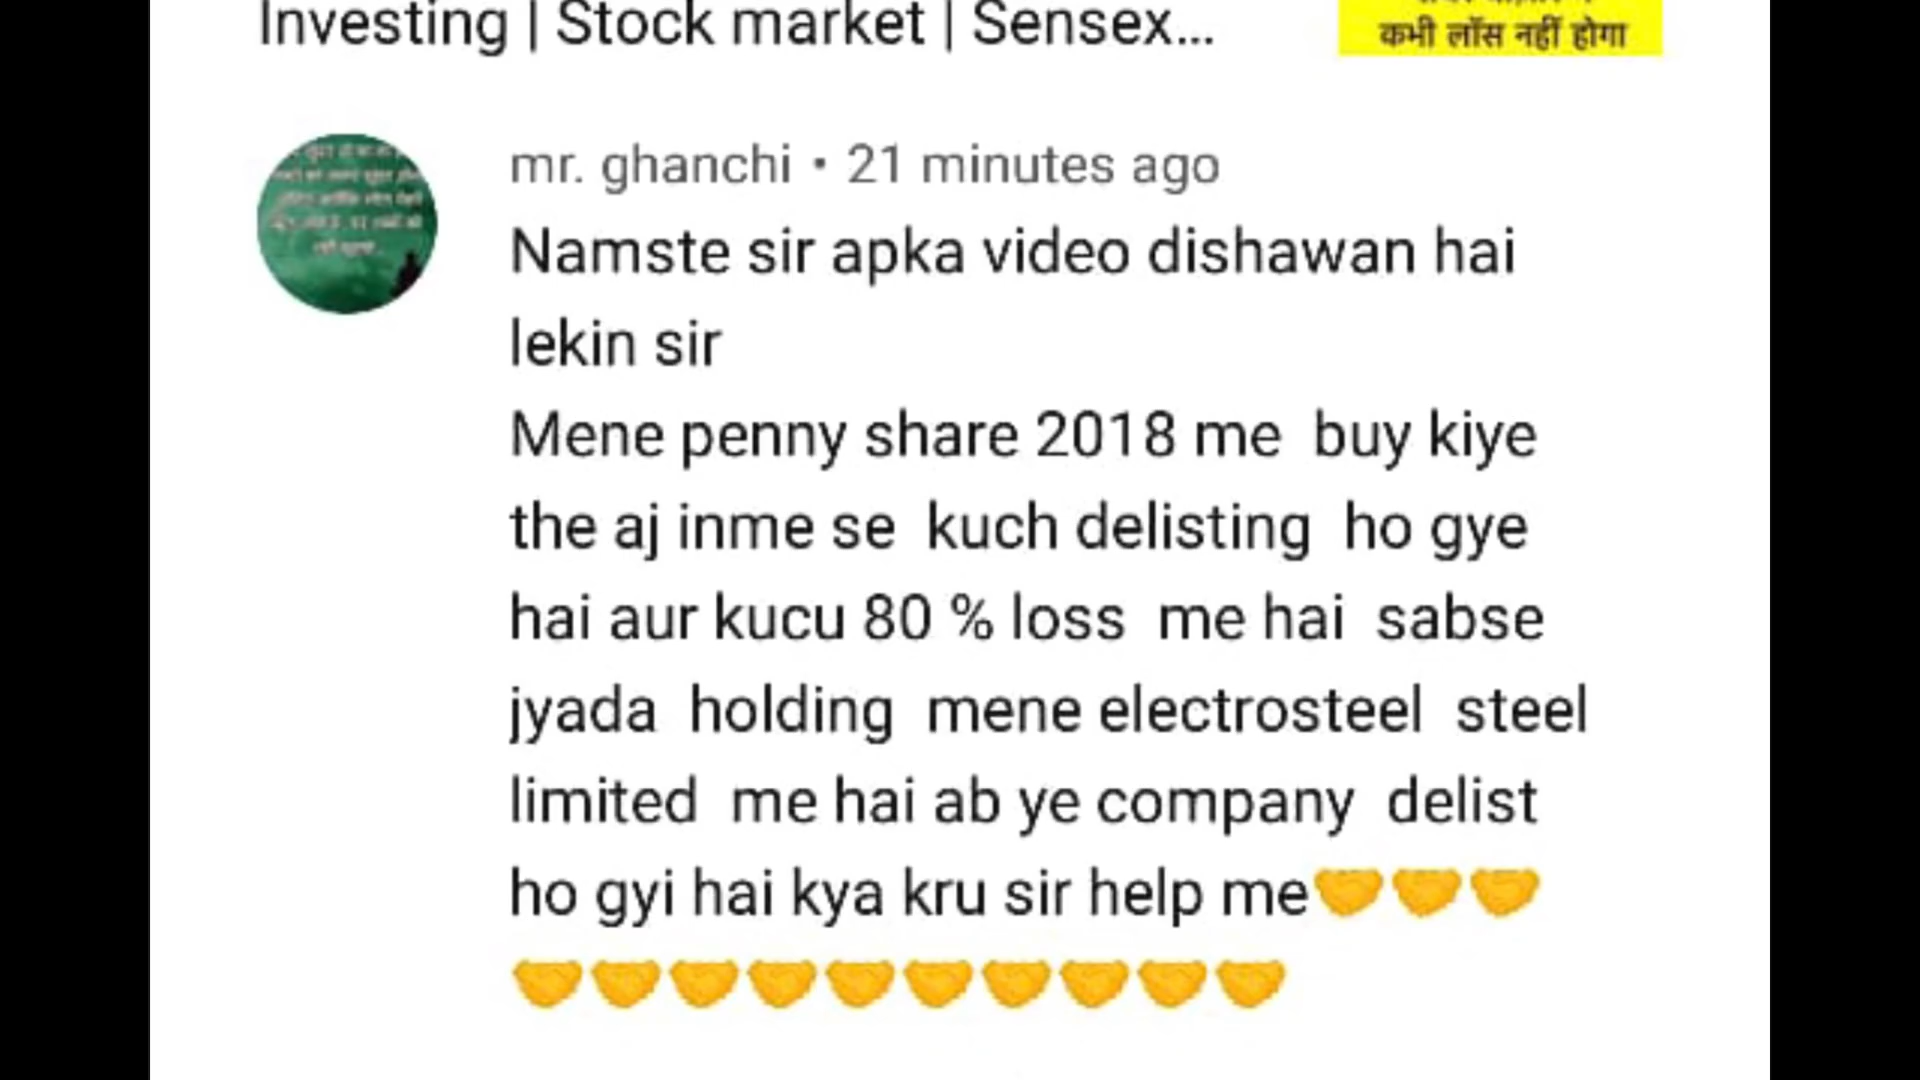 Investing | Stock market | Sensex...
कभी लॉस नहीं होगा
mr. ghanchi • 21 minutes ago
Namste sir apka video dishawan hai
lekin sir
Mene penny share 2018 me buy kiye
the aj inme se kuch delisting ho gye
hai aur kucu 80 % loss me hai sabse
jyada holding mene electrosteel steel
limited me hai ab ye company delist
ho gyi hai kya kru sir help me🤝🤝🤝
🤝🤝🤝🤝🤝🤝🤝🤝🤝🤝